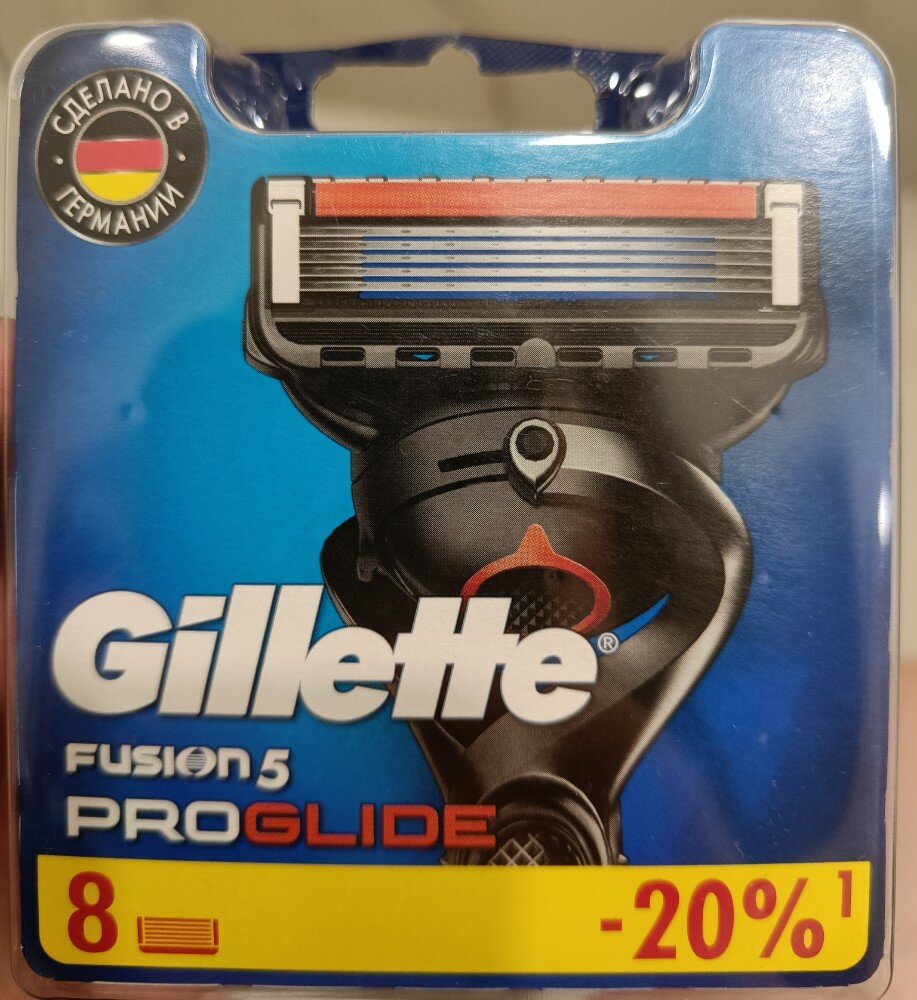 СДЕЛАНО В
ГЕРМАНИИ
Gillette®
FUSION5
PROGLIDE
8
-20%¹